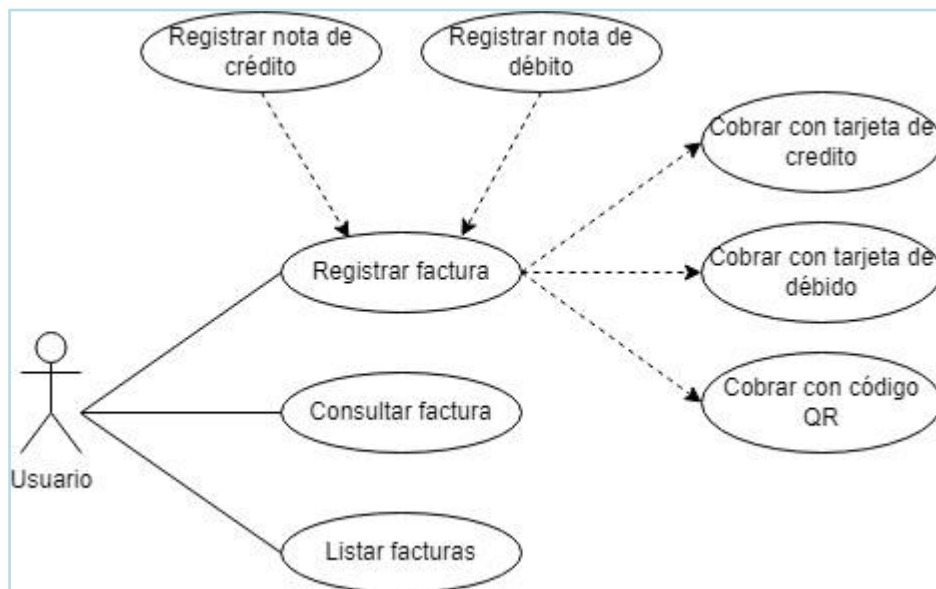 Registrar nota de
crédito
Registrar nota de
débito
Cobrar con tarjeta de
credito
Registrar factura
Cobrar con tarjeta de
débido
Consultar factura
Cobrar con código
QR
Usuario
Listar facturas